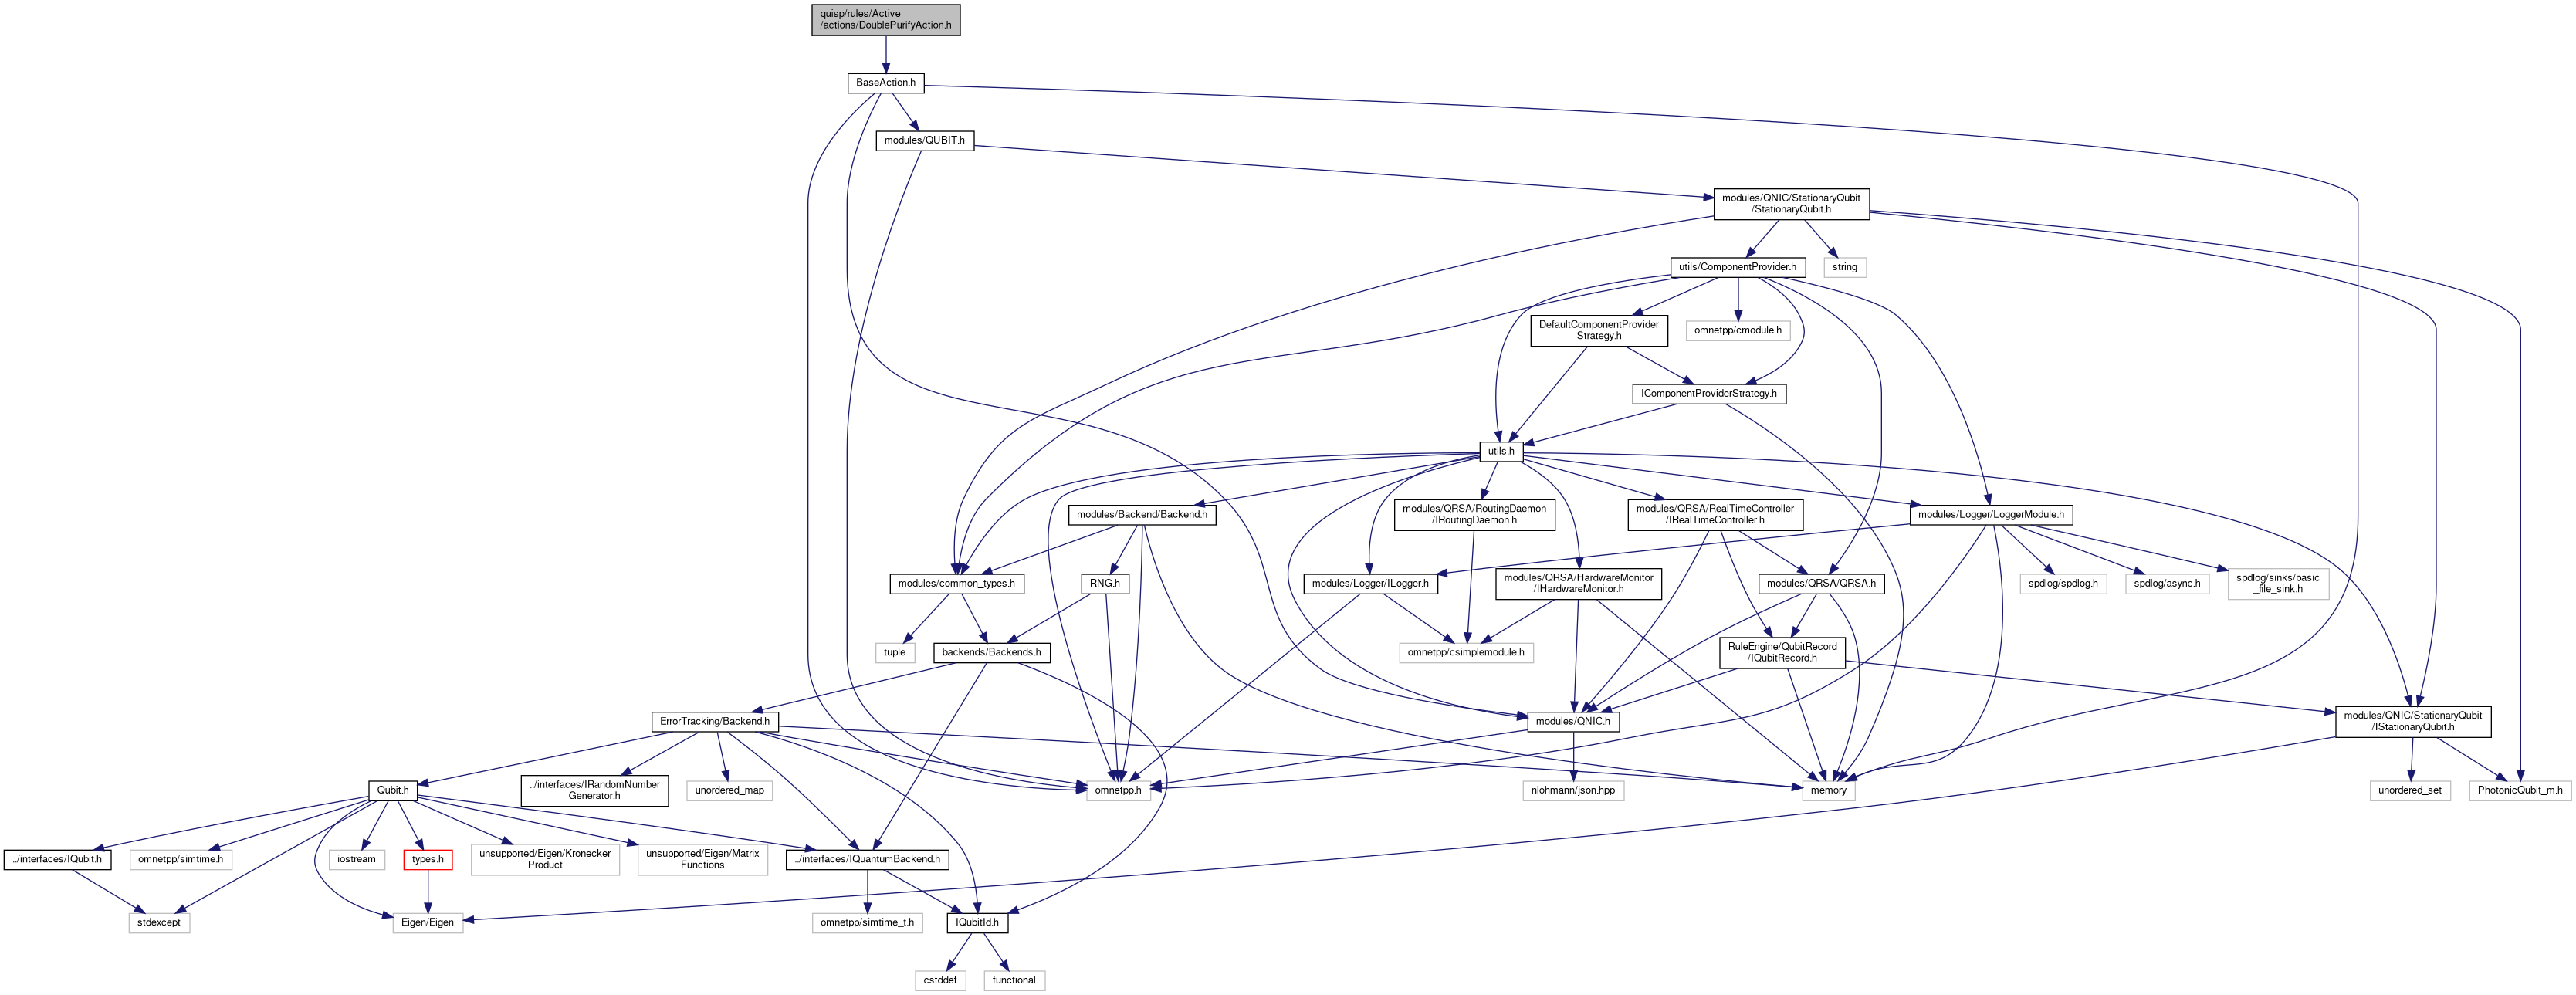 quisp/rules/Active
/actions/DoublePurifyAction.h
BaseAction.h
modules/QUBIT.h
modules/QNIC/StationaryQubit
/StationaryQubit.h
utils/ComponentProvider.h
string
DefaultComponentProvider
Strategy.h
omnetpp/cmodule.h
IComponentProviderStrategy.h
utils.h
modules/Backend/Backend.h
modules/QRSA/RoutingDaemon
/IRoutingDaemon.h
modules/QRSA/RealTimeController
/IRealTimeController.h
modules/Logger/LoggerModule.h
modules/common_types.h
RNG.h
modules/Logger/ILogger.h
modules/QRSA/HardwareMonitor
/IHardwareMonitor.h
modules/QRSA/QRSA.h
spdlog/spdlog.h
spdlog/async.h
spdlog/sinks/basic
_file_sink.h
tuple
backends/Backends.h
omnetpp/csimplemodule.h
RuleEngine/QubitRecord
/IQubitRecord.h
ErrorTracking/Backend.h
modules/QNIC.h
modules/QNIC/StationaryQubit
/IStationaryQubit.h
Qubit.h
../interfaces/IRandomNumber
Generator.h
unordered_map
omnetpp.h
nlohmann/json.hpp
memory
unordered_set
PhotonicQubit_m.h
../interfaces/IQubit.h
omnetpp/simtime.h
iostream
types.h
unsupported/Eigen/Kronecker
Product
unsupported/Eigen/Matrix
Functions
../interfaces/IQuantumBackend.h
stdexcept
Eigen/Eigen
omnetpp/simtime_t.h
IQubitId.h
cstddef
functional